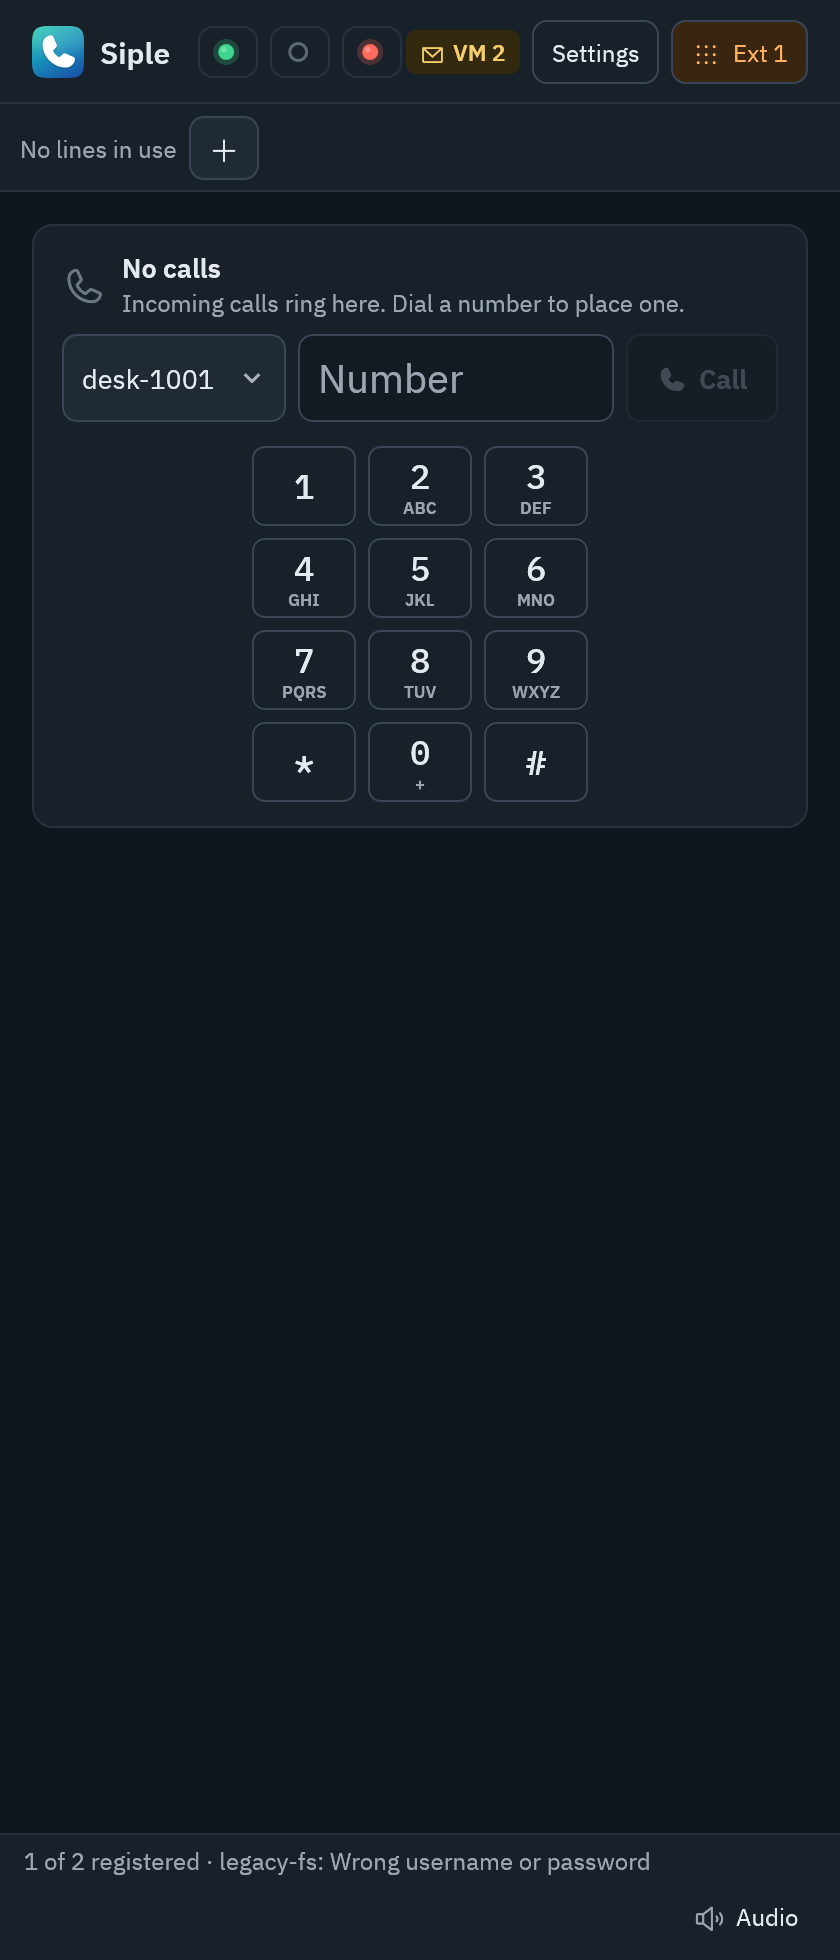 Siple
VM 2
Settings
Ext 1
No lines in use
No calls
Incoming calls ring here. Dial a number to place one.
desk-1001
Number
Call
1
2
ABC
3
DEF
4
GHI
5
JKL
6
MNO
7
PQRS
8
TUV
9
WXYZ
*
0
+
#
1 of 2 registered · legacy-fs: Wrong username or password
Audio